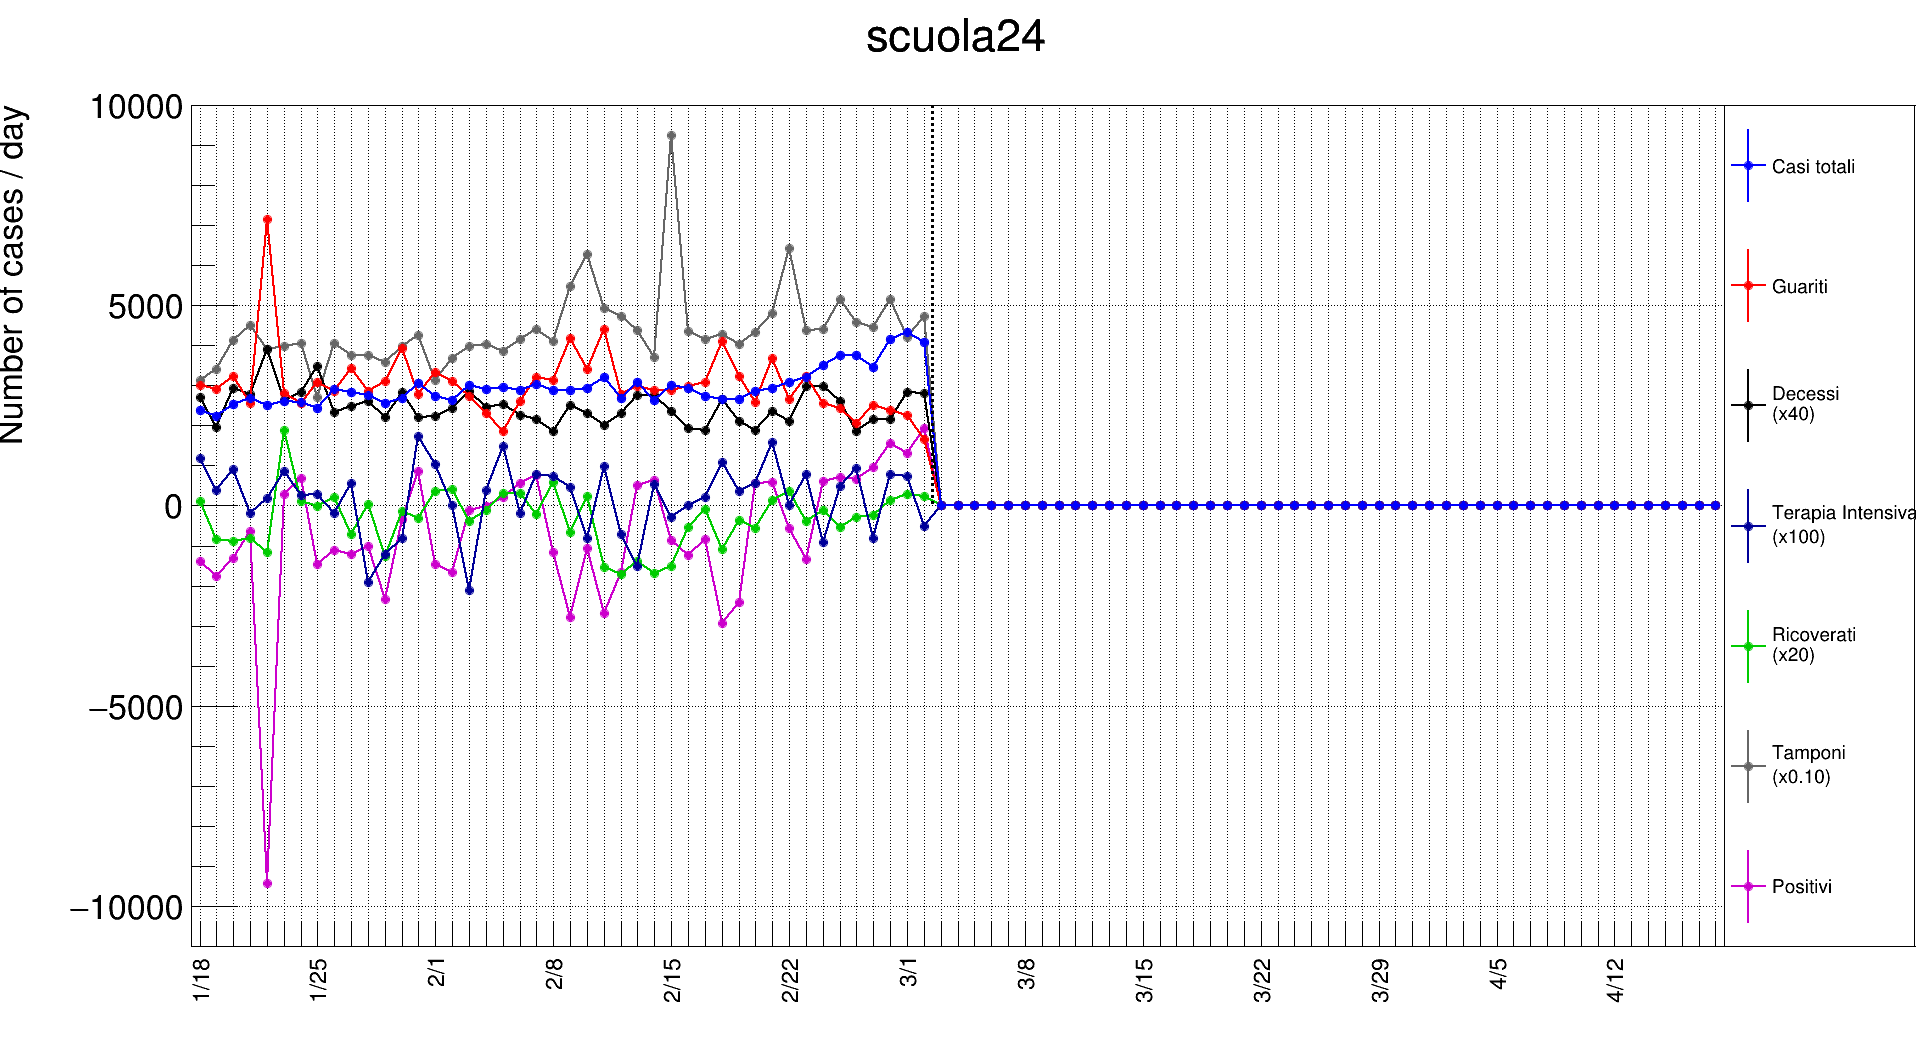 scuola24
Number of cases / day
10000
5000
0
−5000
−10000
1/18
1/25
2/1
2/8
2/15
2/22
3/1
3/8
3/15
3/22
3/29
4/5
4/12
Casi totali
Guariti
Decessi
(x40)
Terapia Intensiva
(x100)
Ricoverati
(x20)
Tamponi
(x0.10)
Positivi